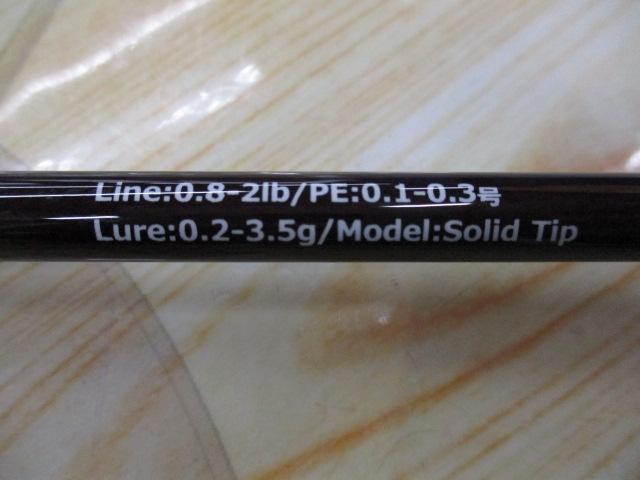 Line:0.8-2lb/PE:0.1-0.3号
Lure:0.2-3.5g/Model:Solid Tip